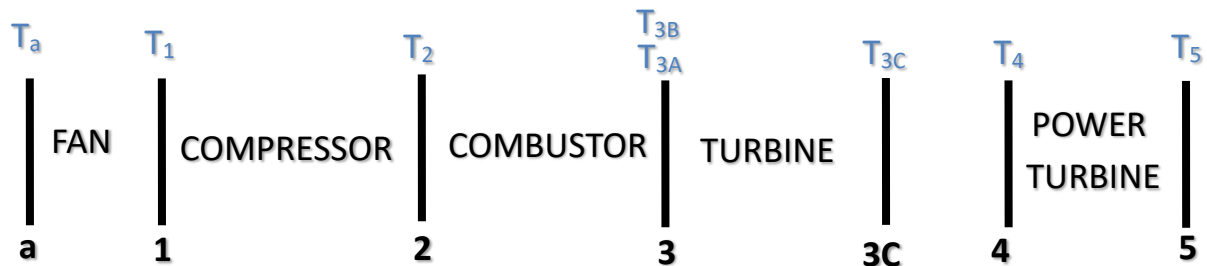 Tₐ T₁ T₂ T₃B T₃A T₃C T₄ T₅
FAN COMPRESSOR COMBUSTOR TURBINE POWER TURBINE
a 1 2 3 3C 4 5